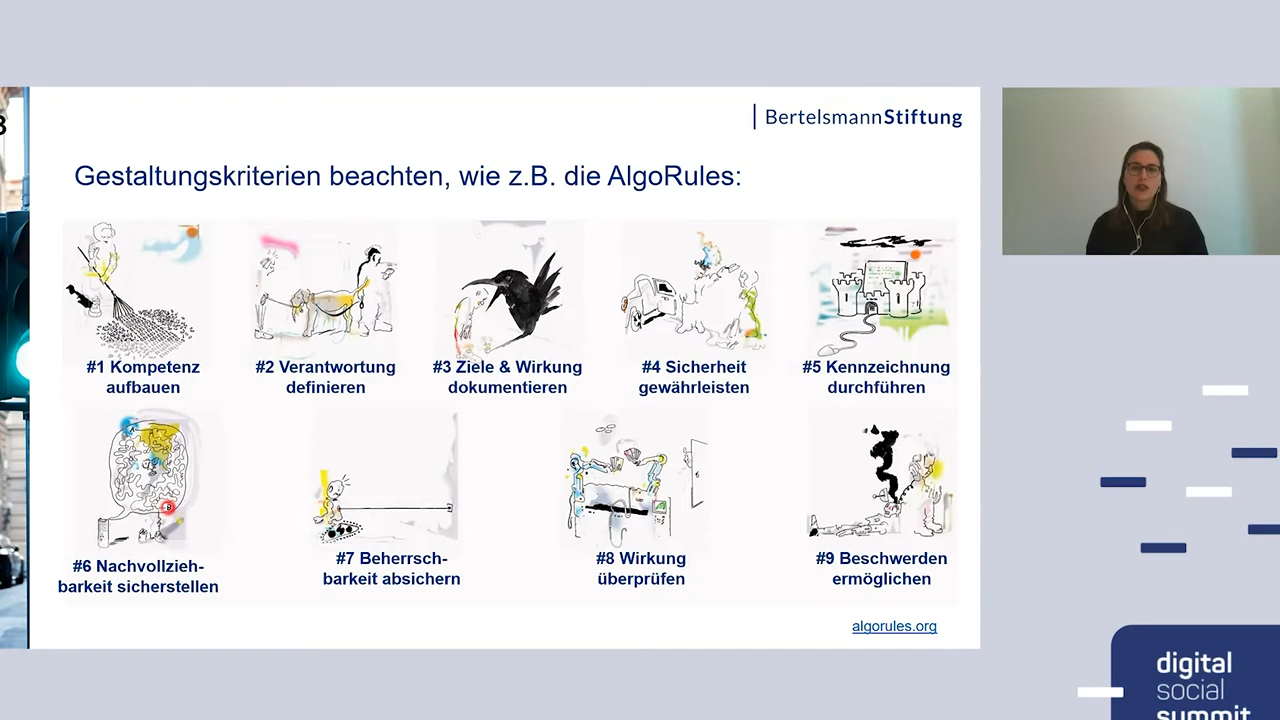 BertelsmannStiftung
Gestaltungskriterien beachten, wie z.B. die AlgoRules:
#1 Kompetenz
aufbauen
#2 Verantwortung
definieren
#3 Ziele & Wirkung
dokumentieren
#4 Sicherheit
gewährleisten
#5 Kennzeichnung
durchführen
#6 Nachvollzieh-
barkeit sicherstellen
#7 Beherrsch-
barkeit absichern
#8 Wirkung
überprüfen
#9 Beschwerden
ermöglichen
algorules.org
digital
social
summit